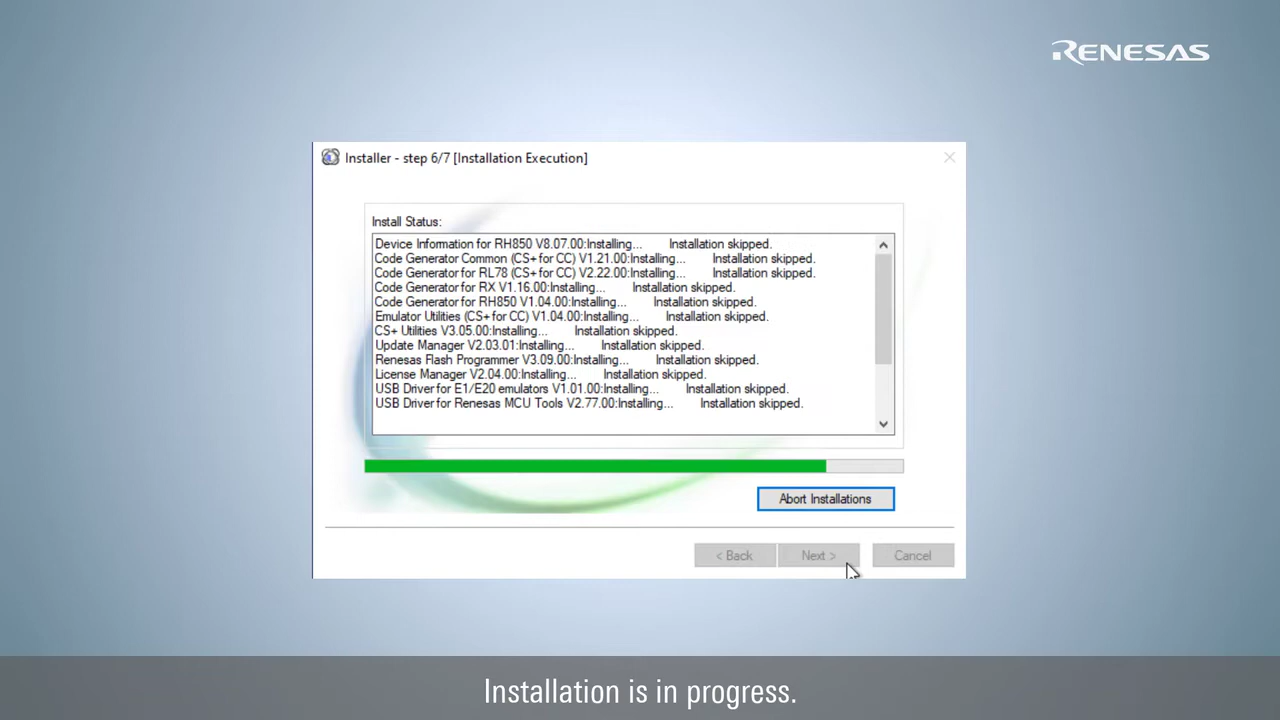 RENESAS
Installer - step 6/7 [Installation Execution]
Install Status:
Device Information for RH850 V8.07.00:Installing... Installation skipped.
Code Generator Common (CS+ for CC) V1.21.00:Installing... Installation skipped.
Code Generator for RL78 (CS+ for CC) V2.22.00:Installing... Installation skipped.
Code Generator for RX V1.16.00:Installing... Installation skipped.
Code Generator for RH850 V1.04.00:Installing... Installation skipped.
Emulator Utilities (CS+ for CC) V1.04.00:Installing... Installation skipped.
CS+ Utilities V3.05.00:Installing... Installation skipped.
Update Manager V2.03.01:Installing... Installation skipped.
Renesas Flash Programmer V3.09.00:Installing... Installation skipped.
License Manager V2.04.00:Installing... Installation skipped.
USB Driver for E1/E20 emulators V1.01.00:Installing... Installation skipped.
USB Driver for Renesas MCU Tools V2.77.00:Installing... Installation skipped.
Abort Installations
< Back Next > Cancel
Installation is in progress.